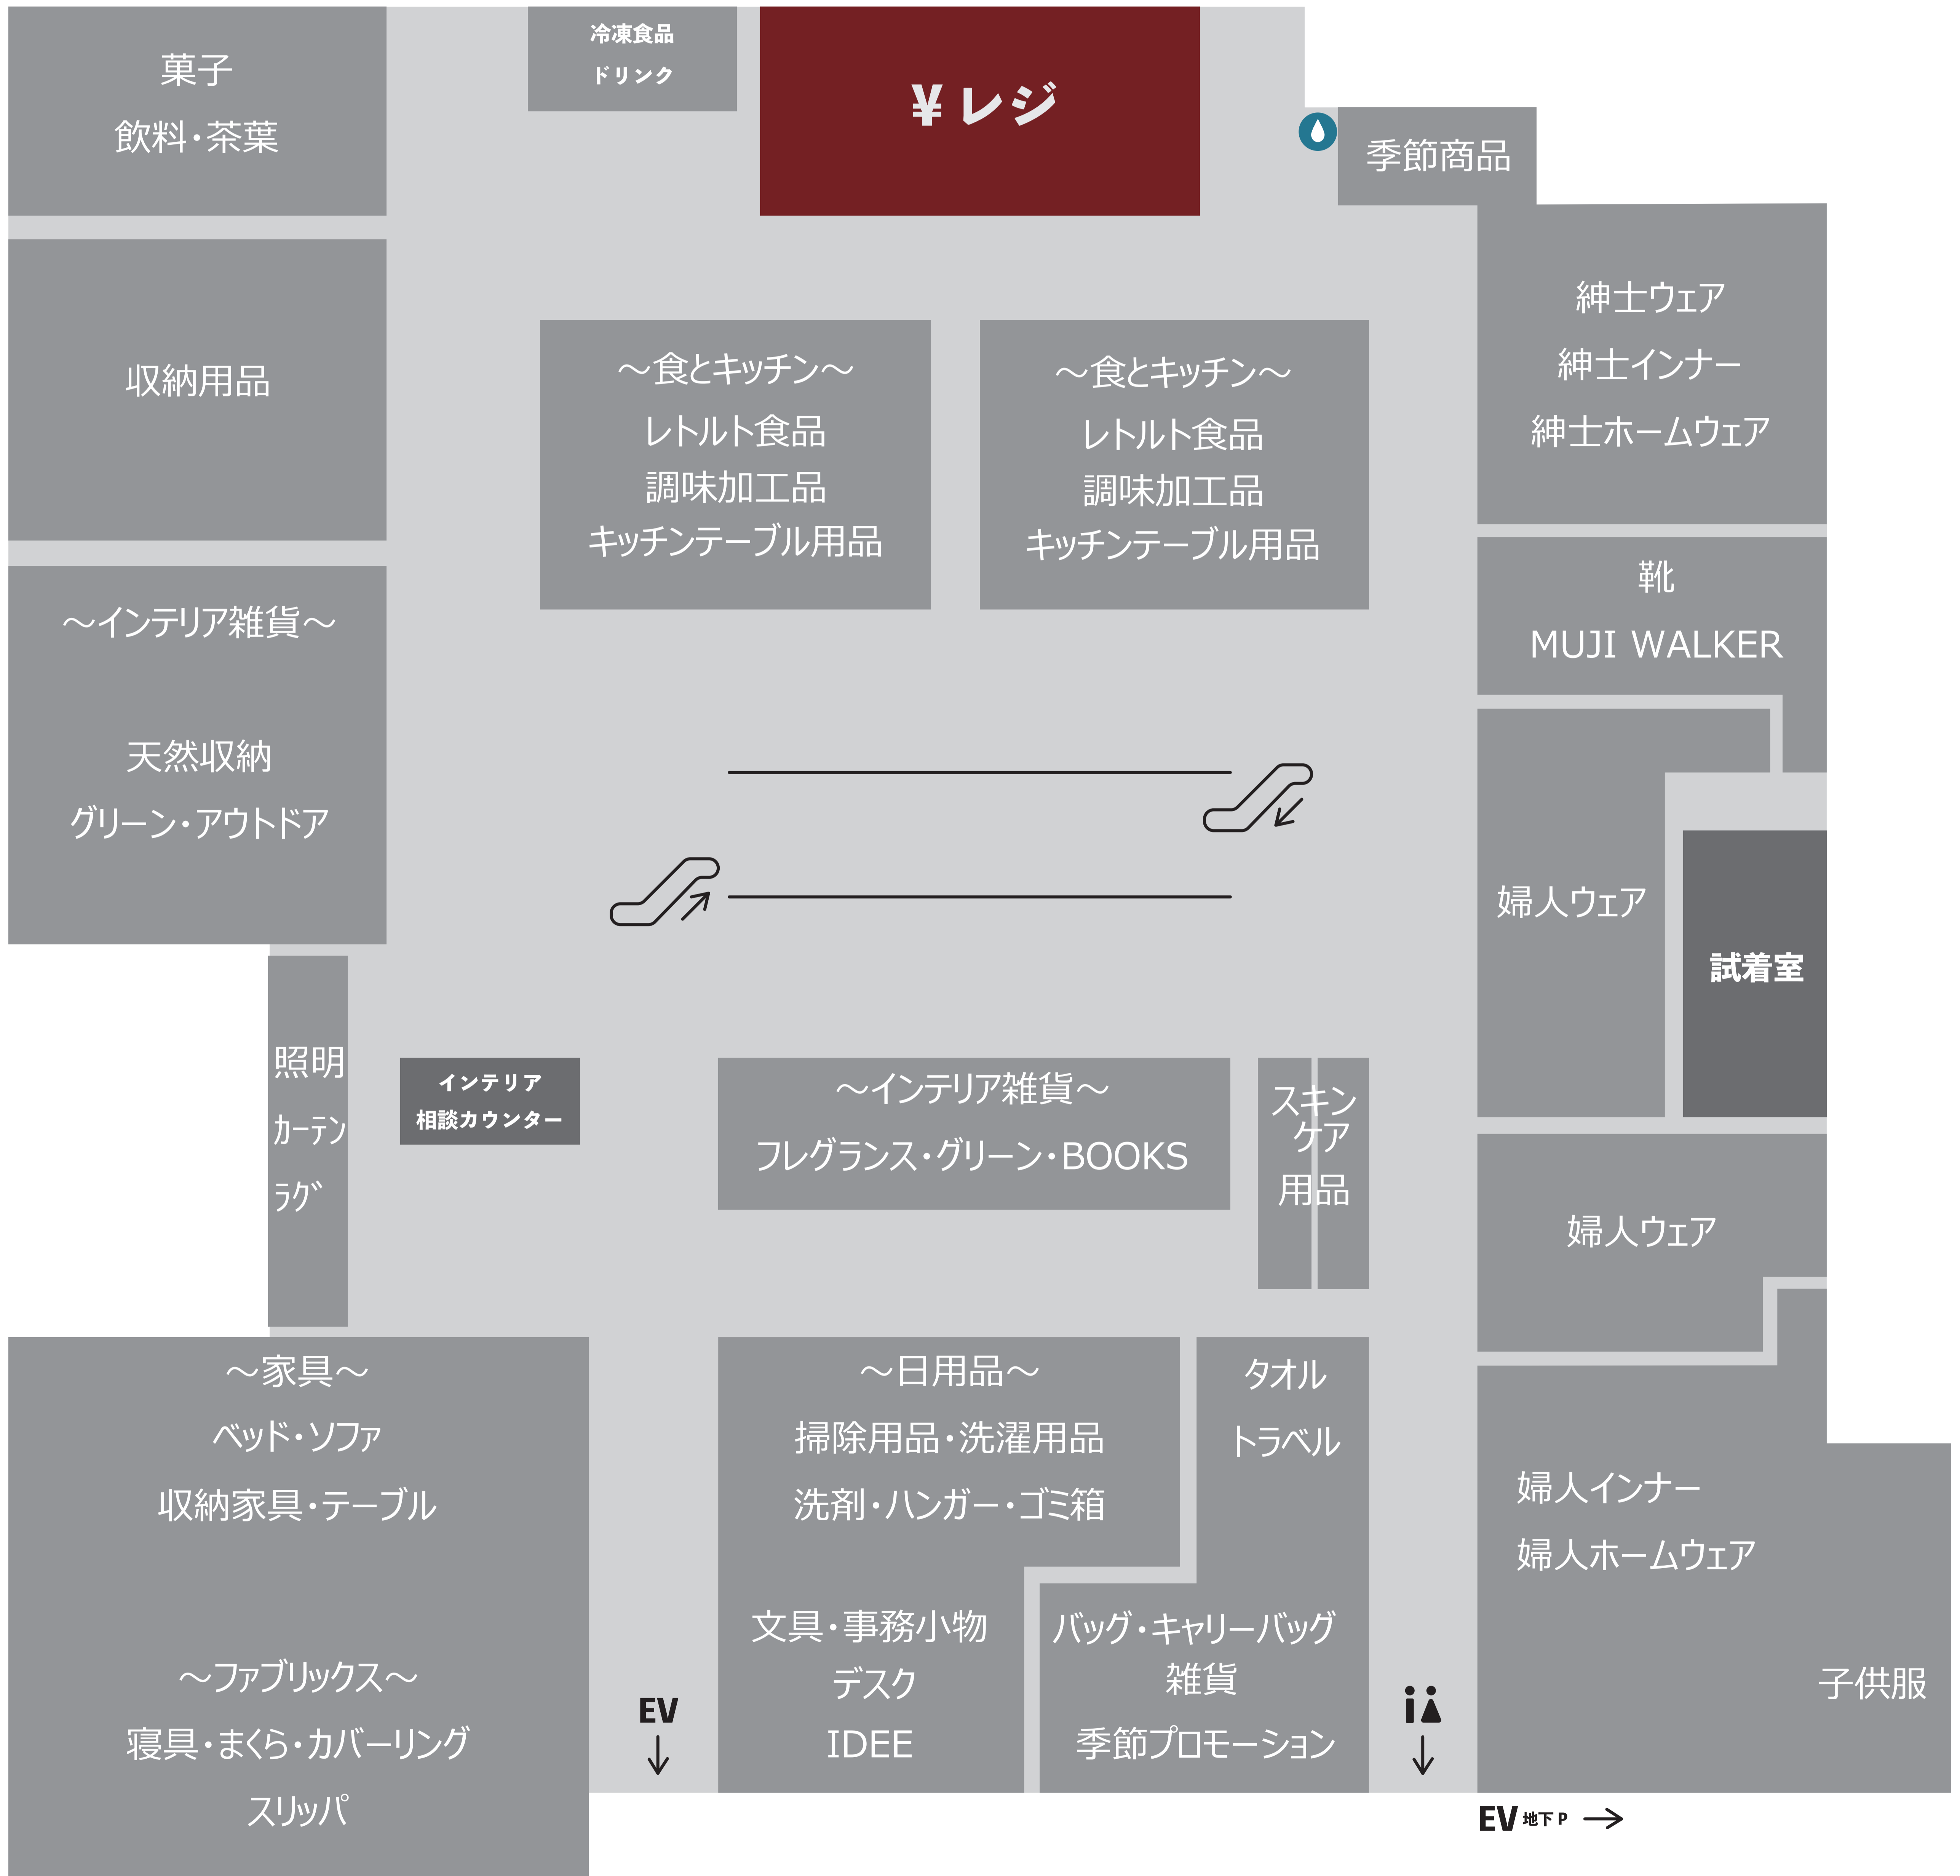 菓子
飲料・茶菓
冷凍食品
ドリンク
¥ レジ
季節商品
収納用品
～食とキッチン～
レトルト食品
調味加工品
キッチンテーブル用品
～食とキッチン～
レトルト食品
調味加工品
キッチンテーブル用品
紳士ウェア
紳士インナー
紳士ホームウェア
靴
MUJI WALKER
～インテリア雑貨～
天然収納
グリーン・アウトドア
婦人ウェア
試着室
照明
カーテン
ラグ
インテリア
相談カウンター
～インテリア雑貨～
フレグランス・グリーン・BOOKS
スキン
ケア
用品
婦人ウェア
～家具～
ベッド・ソファ
収納家具・テーブル
～ファブリックス～
寝具・まくら・カバーリング
スリッパ
EV
～日用品～
掃除用品・洗濯用品
洗剤・ハンガー・ゴミ箱
文具・事務小物
デスク
IDEE
タオル
トラベル
バッグ・キャリーバッグ
雑貨
季節プロモーション
婦人インナー
婦人ホームウェア
子供服
EV 地下 P